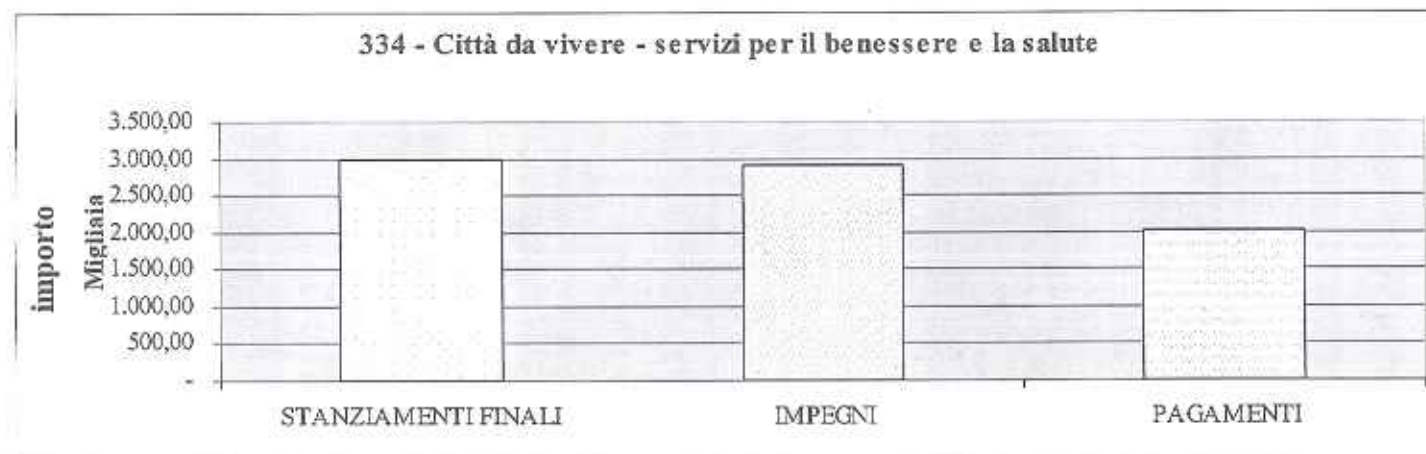 334 - Città da vivere - servizi per il benessere e la salute
importo
Migliaia
3.500,00
3.000,00
2.500,00
2.000,00
1.500,00
1.000,00
500,00
-
STANZIAMENTI FINALI
IMPEGNI
PAGAMENTI